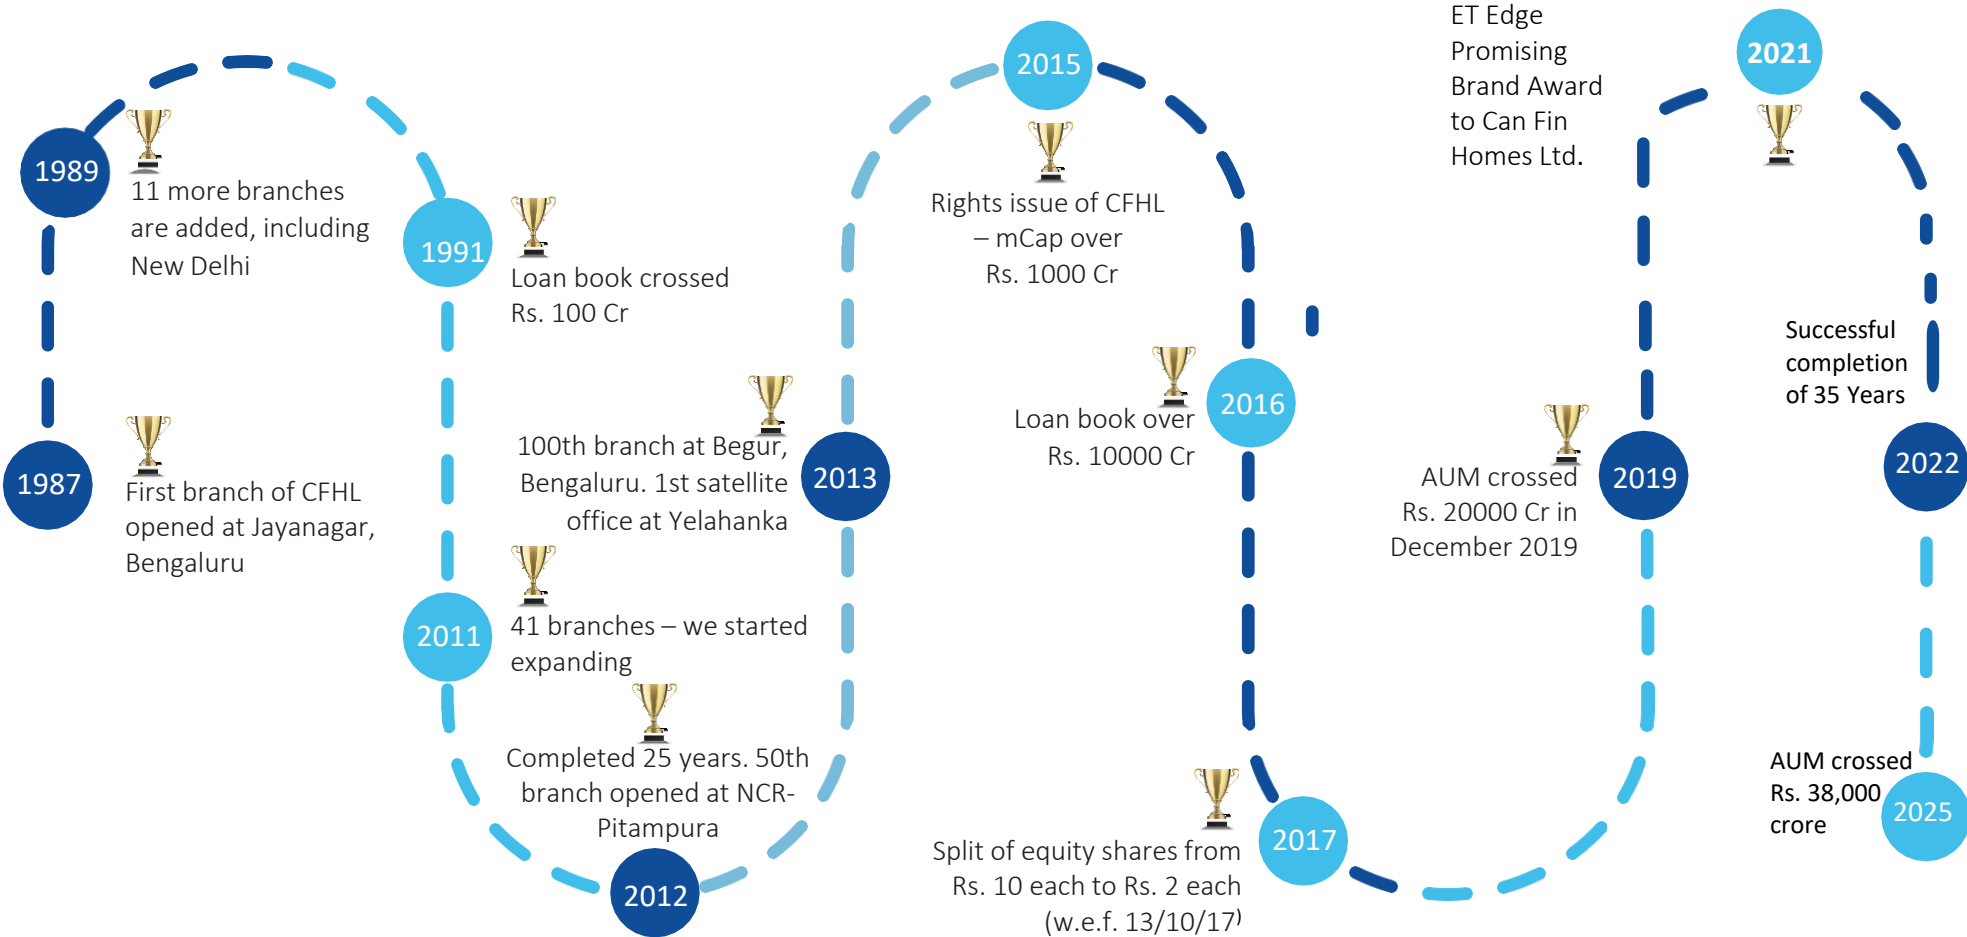 1987
First branch of CFHL
opened at Jayanagar,
Bengaluru
1989
11 more branches
are added, including
New Delhi
1991
Loan book crossed
Rs. 100 Cr
2011
41 branches – we started
expanding
Completed 25 years. 50th
branch opened at NCR-
Pitampura
2012
100th branch at Begur,
Bengaluru. 1st satellite
office at Yelahanka
2013
2015
Rights issue of CFHL
– mCap over
Rs. 1000 Cr
Loan book over
Rs. 10000 Cr
2016
Split of equity shares from
Rs. 10 each to Rs. 2 each
(w.e.f. 13/10/17)
2017
AUM crossed
Rs. 20000 Cr in
December 2019
2019
ET Edge
Promising
Brand Award
to Can Fin
Homes Ltd.
2021
Successful
completion
of 35 Years
2022
AUM crossed
Rs. 38,000
crore
2025